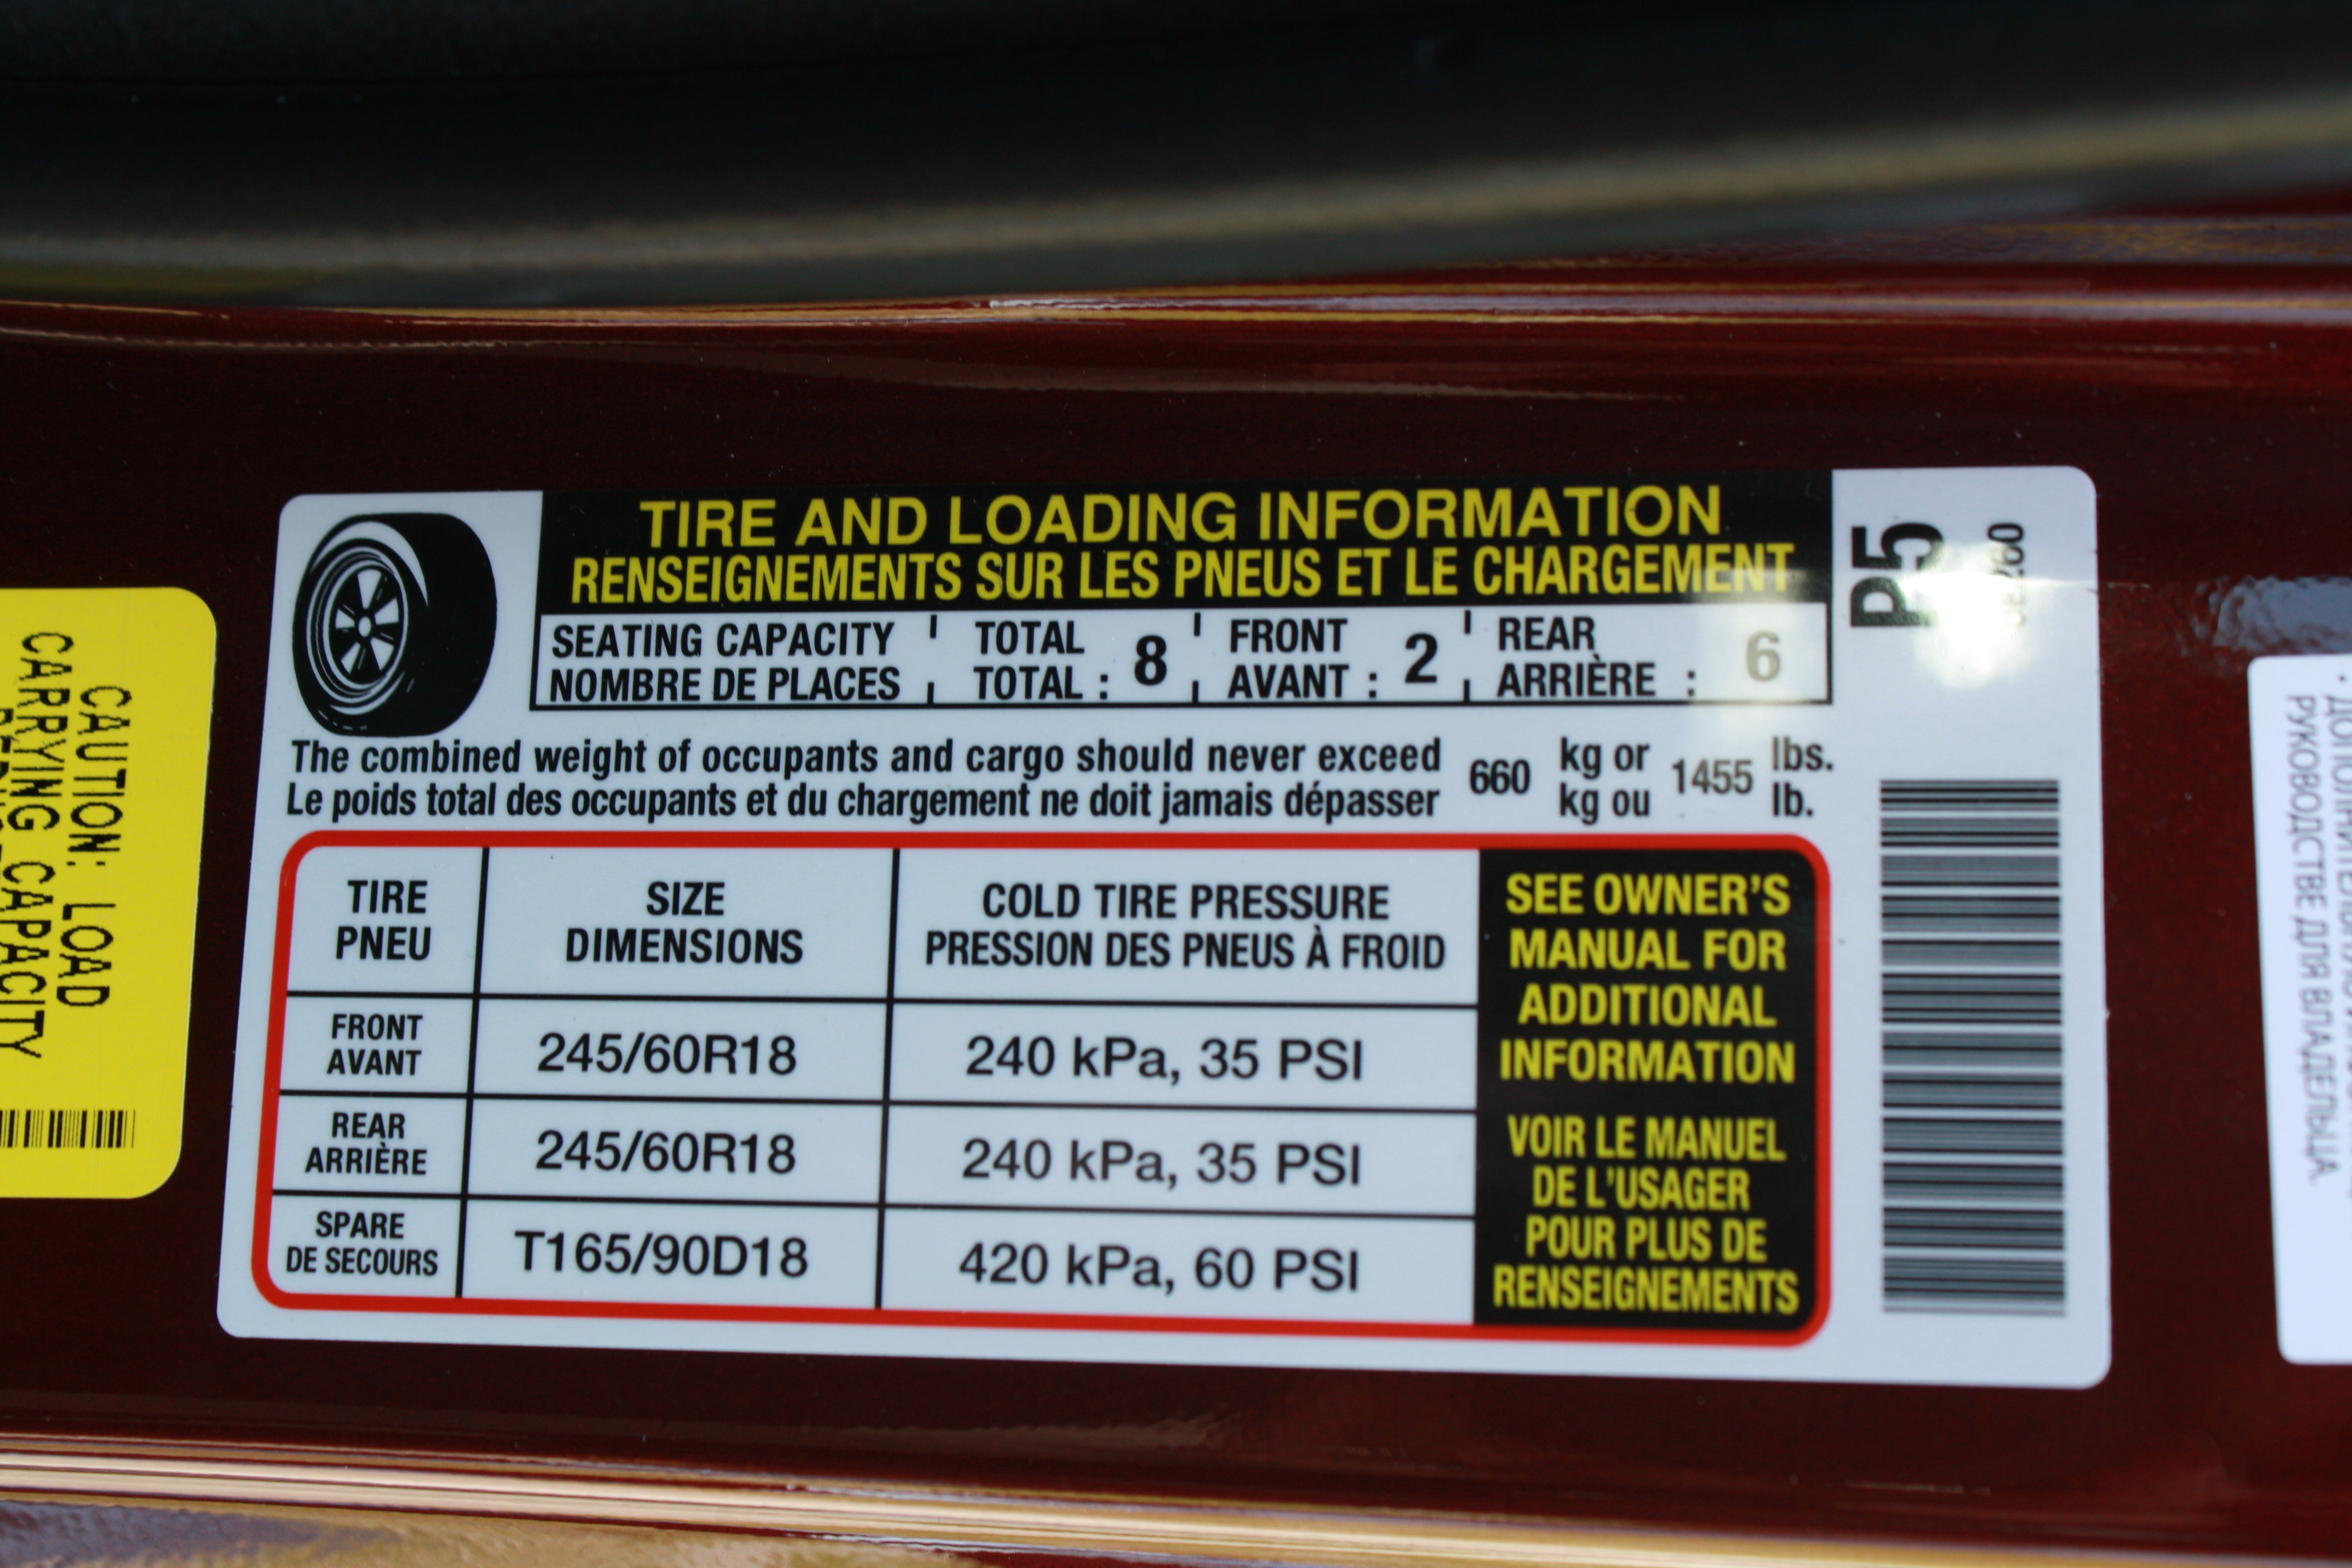 CAUTION: LOAD
CARRYING CAPACITY
TIRE AND LOADING INFORMATION
RENSEIGNEMENTS SUR LES PNEUS ET LE CHARGEMENT
SEATING CAPACITY TOTAL FRONT REAR
NOMBRE DE PLACES TOTAL : 8 AVANT : 2 ARRIÈRE : 6
P5
The combined weight of occupants and cargo should never exceed 660 kg or 1455 lbs.
Le poids total des occupants et du chargement ne doit jamais dépasser kg ou lb.
TIRE SIZE COLD TIRE PRESSURE
PNEU DIMENSIONS PRESSION DES PNEUS À FROID
FRONT
AVANT 245/60R18 240 kPa, 35 PSI
REAR
ARRIÈRE 245/60R18 240 kPa, 35 PSI
SPARE
DE SECOURS T165/90D18 420 kPa, 60 PSI
SEE OWNER'S
MANUAL FOR
ADDITIONAL
INFORMATION
VOIR LE MANUEL
DE L'USAGER
POUR PLUS DE
RENSEIGNEMENTS
РУКОВОДСТВЕ ДЛЯ ВЛАДЕЛЬЦА.